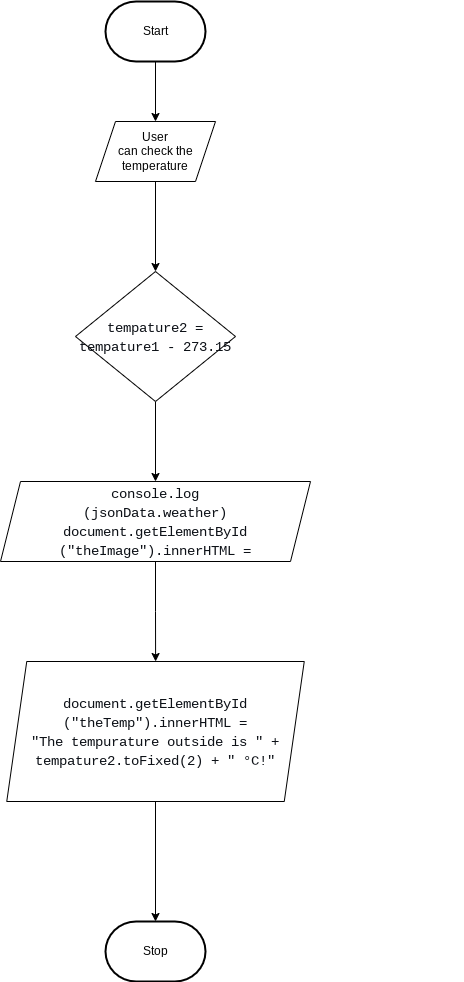 Start
User
can check the
temperature
tempature2 =
tempature1 - 273.15
console.log
(jsonData.weather)
document.getElementById
("theImage").innerHTML =
document.getElementById
("theTemp").innerHTML =
"The tempurature outside is " +
tempature2.toFixed(2) + " °C!"
Stop